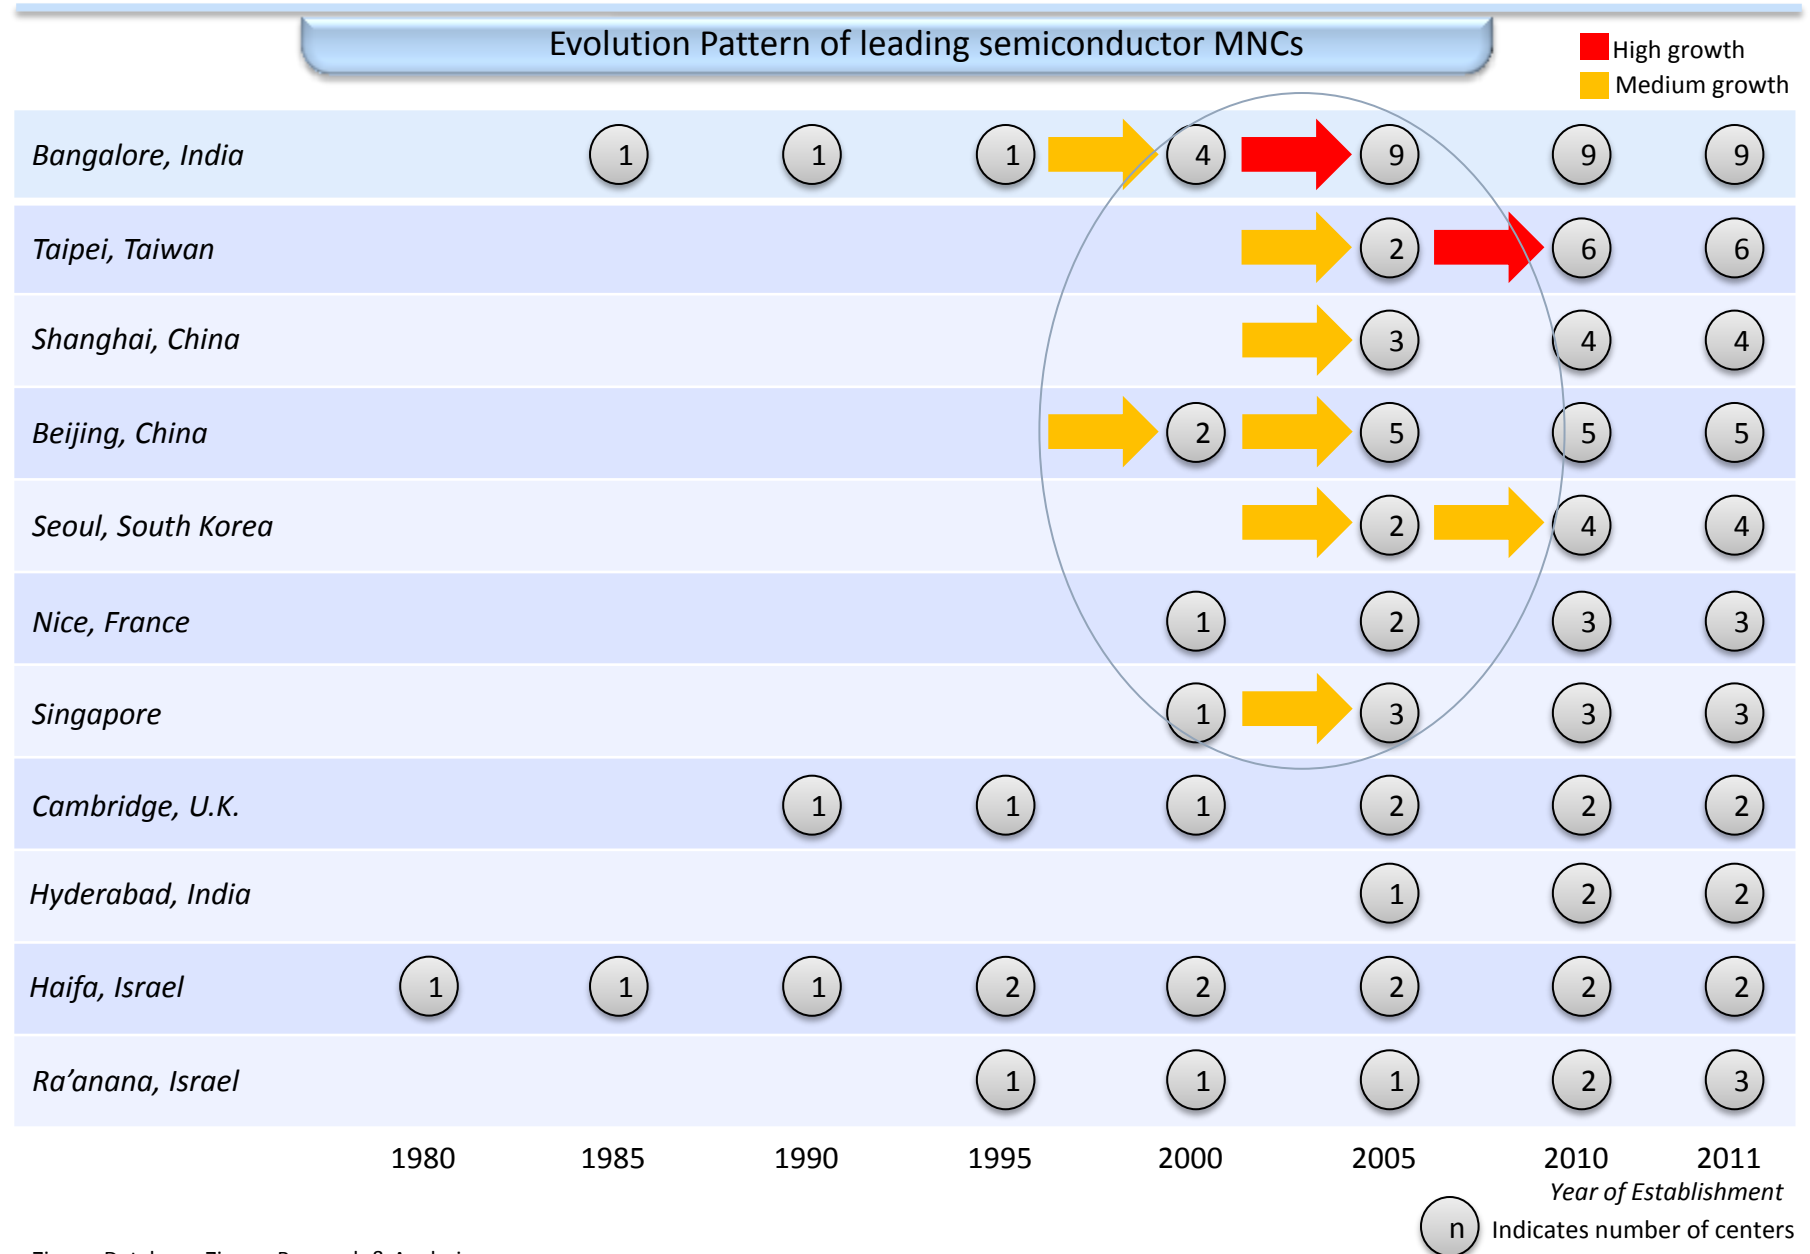 Evolution Pattern of leading semiconductor MNCs
High growth
Medium growth
Bangalore, India 1 1 1 4 9 9 9
Taipei, Taiwan 2 6 6
Shanghai, China 3 4 4
Beijing, China 2 5 5 5
Seoul, South Korea 2 4 4
Nice, France 1 2 3 3
Singapore 1 3 3 3
Cambridge, U.K. 1 1 1 2 2 2
Hyderabad, India 1 2 2
Haifa, Israel 1 1 1 2 2 2 2 2
Ra’anana, Israel 1 1 1 2 3
1980 1985 1990 1995 2000 2005 2010 2011
Year of Establishment
n Indicates number of centers